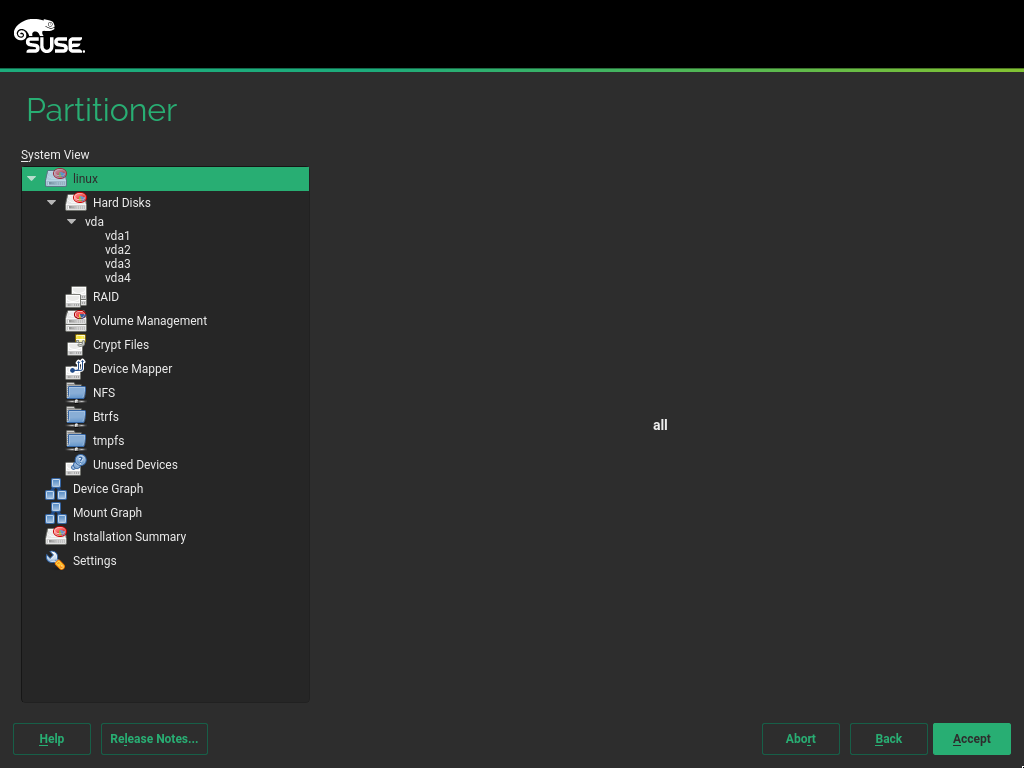 SUSE.
Partitioner
System View
linux
Hard Disks
vda
vda1
vda2
vda3
vda4
RAID
Volume Management
Crypt Files
Device Mapper
NFS
Btrfs
tmpfs
Unused Devices
Device Graph
Mount Graph
Installation Summary
Settings
all
Help
Release Notes...
Abort
Back
Accept